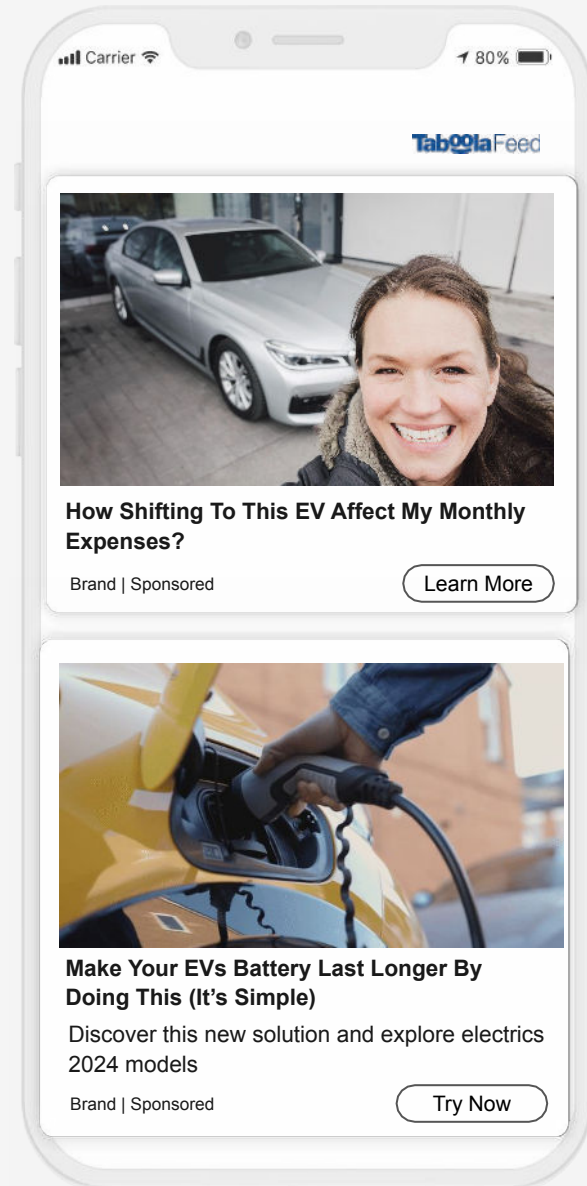 Carrier 80%
Taboola Feed
How Shifting To This EV Affect My Monthly
Expenses?
Brand | Sponsored Learn More
Make Your EVs Battery Last Longer By
Doing This (It's Simple)
Discover this new solution and explore electrics
2024 models
Brand | Sponsored Try Now